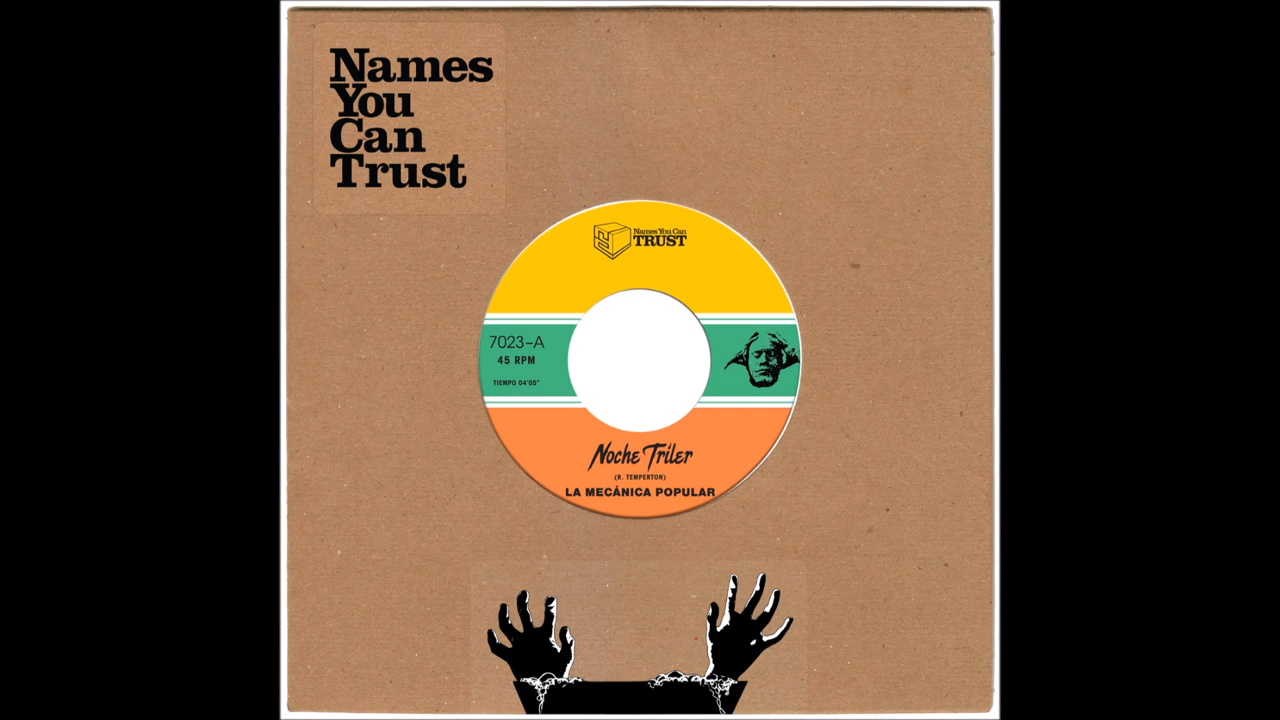 Names
You
Can
Trust
Names You Can
TRUST
7023-A
45 RPM
TIEMPO 04'05"
Noche Triler
(R. TEMPERTON)
LA MECÁNICA POPULAR